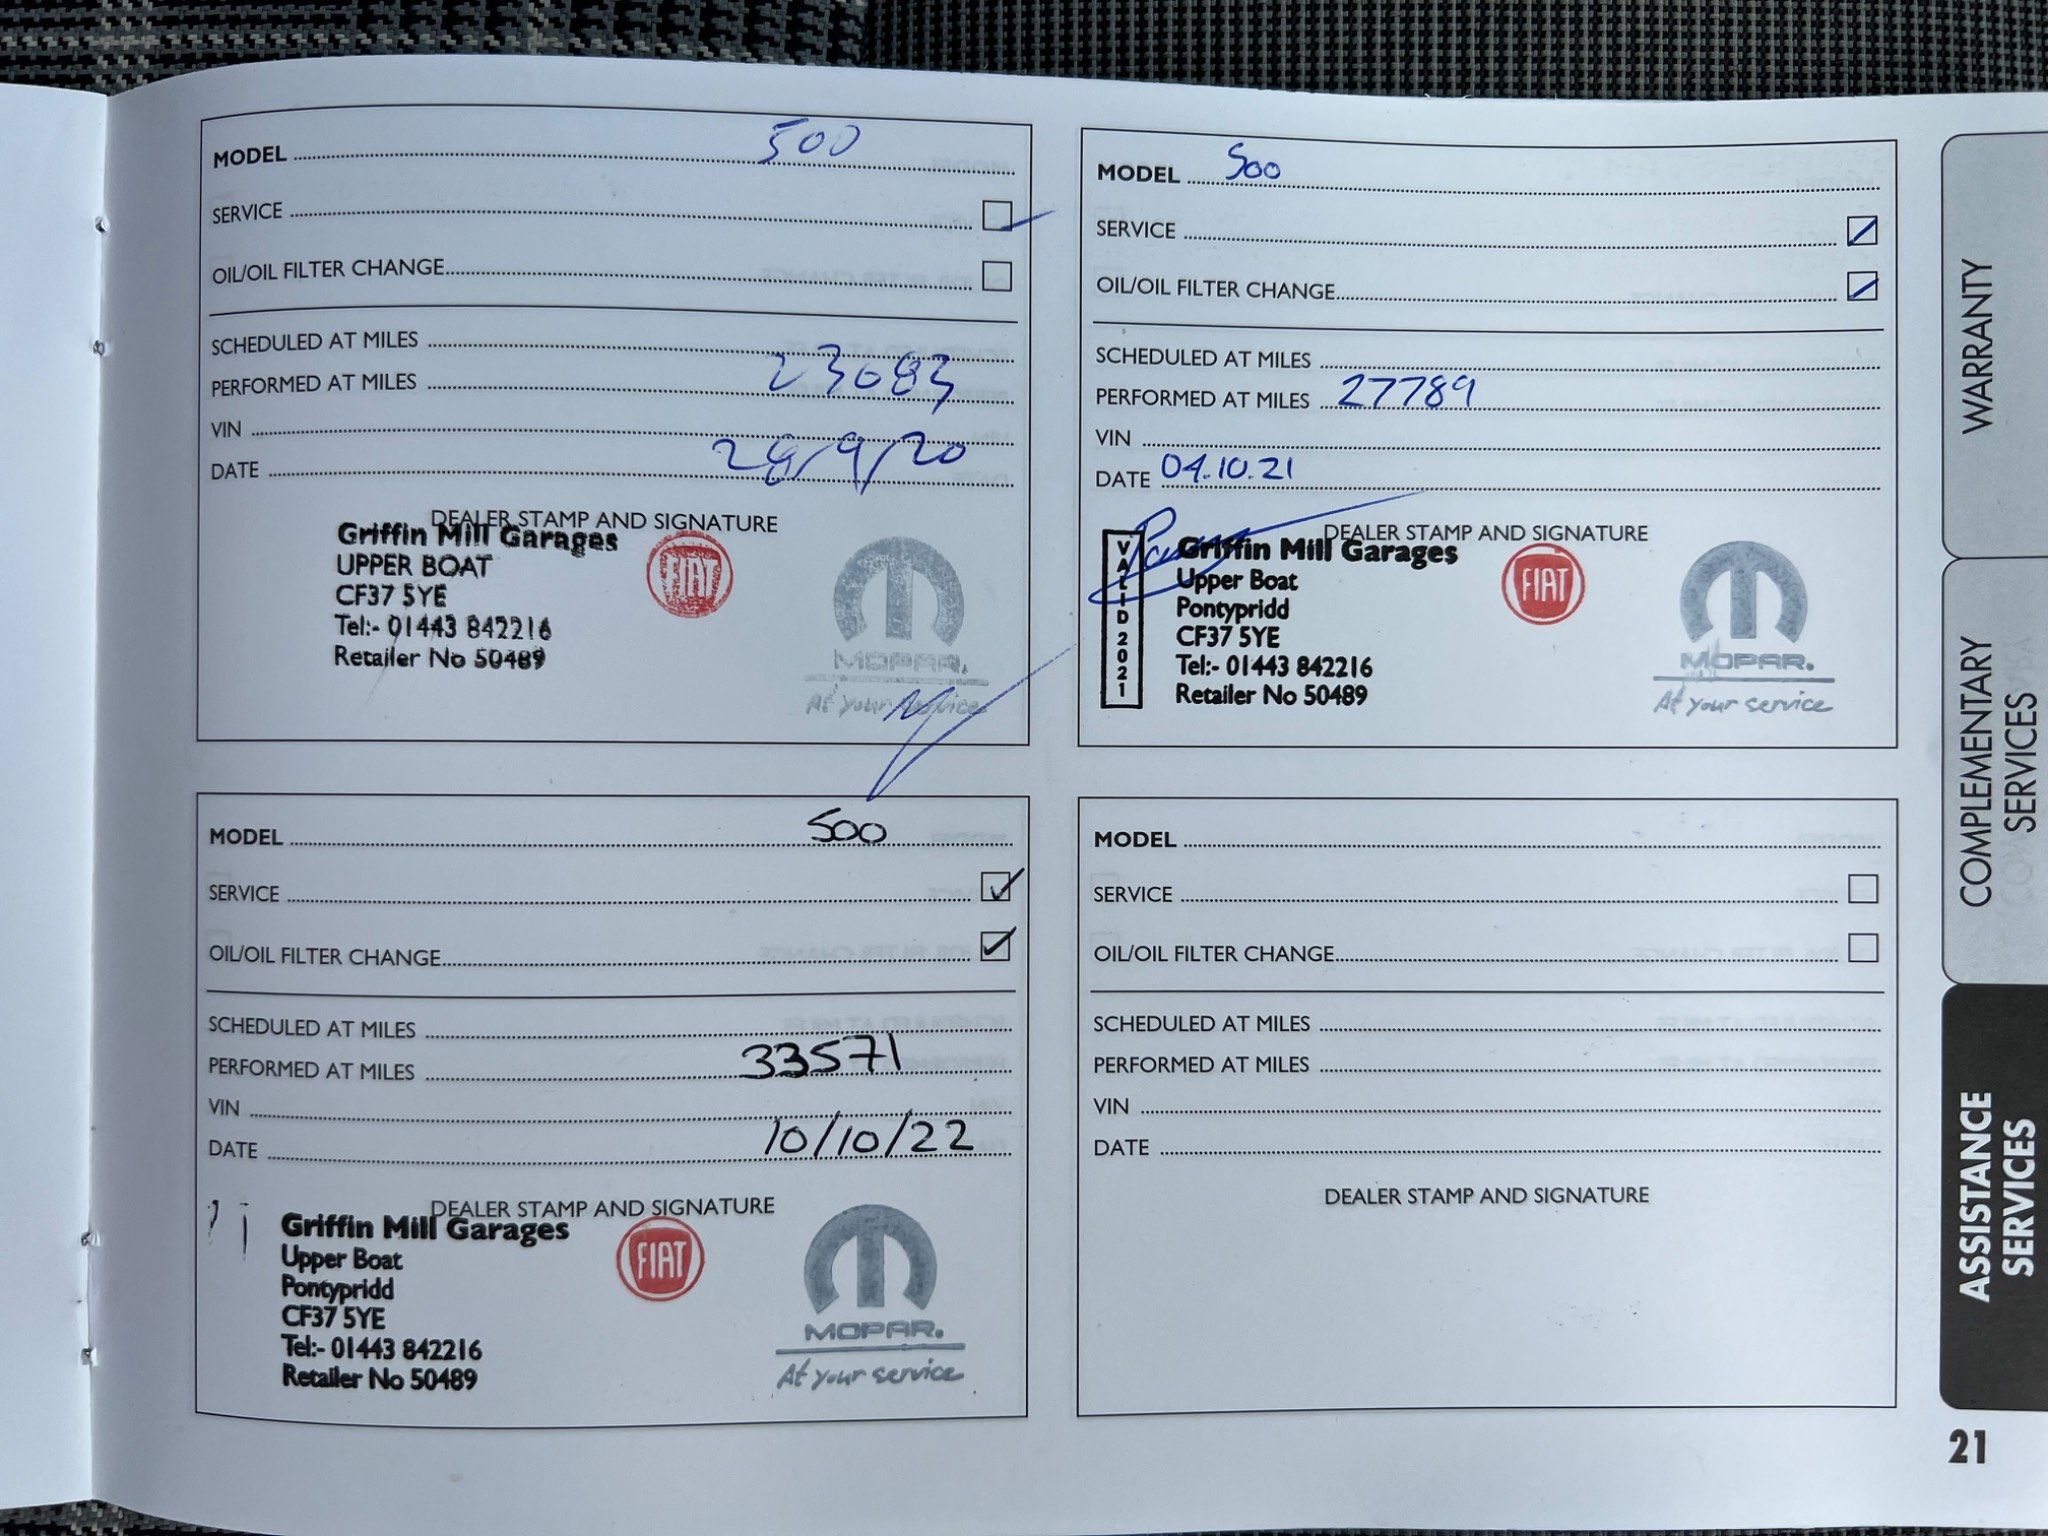 MODEL 500
SERVICE
OIL/OIL FILTER CHANGE
SCHEDULED AT MILES
PERFORMED AT MILES 23083
VIN
DATE 28/9/20
DEALER STAMP AND SIGNATURE
Griffin Mill Garages
UPPER BOAT
CF37 5YE
Tel:- 01443 842216
Retailer No 50489
FIAT
MOPAR.
At your service
MODEL 500
SERVICE
OIL/OIL FILTER CHANGE
SCHEDULED AT MILES
PERFORMED AT MILES 27789
VIN
DATE 04.10.21
DEALER STAMP AND SIGNATURE
VALID 2021
Griffin Mill Garages
Upper Boat
Pontypridd
CF37 5YE
Tel:- 01443 842216
Retailer No 50489
FIAT
MOPAR.
At your service
MODEL 500
SERVICE
OIL/OIL FILTER CHANGE
SCHEDULED AT MILES
PERFORMED AT MILES 33571
VIN
DATE 10/10/22
DEALER STAMP AND SIGNATURE
Griffin Mill Garages
Upper Boat
Pontypridd
CF37 5YE
Tel:- 01443 842216
Retailer No 50489
FIAT
MOPAR.
At your service
MODEL
SERVICE
OIL/OIL FILTER CHANGE
SCHEDULED AT MILES
PERFORMED AT MILES
VIN
DATE
DEALER STAMP AND SIGNATURE
WARRANTY
COMPLEMENTARY
SERVICES
ASSISTANCE
SERVICES
21